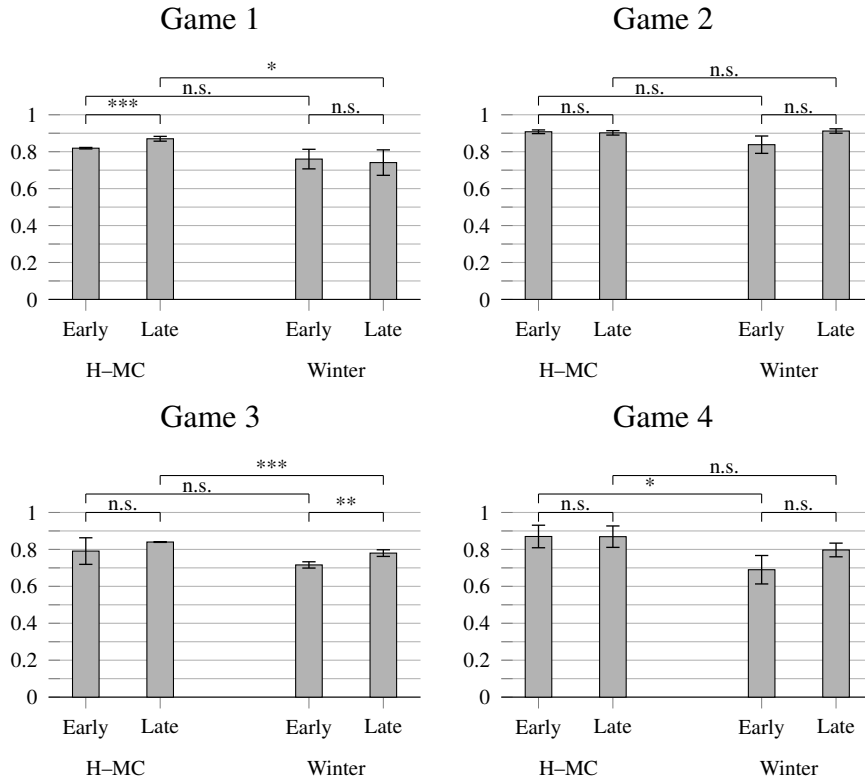 Game 1
*
n.s.
***
n.s.
1
0.8
0.6
0.4
0.2
0
Early Late Early Late
H–MC Winter
Game 2
n.s.
n.s.
n.s. n.s.
1
0.8
0.6
0.4
0.2
0
Early Late Early Late
H–MC Winter
Game 3
***
n.s.
n.s. **
1
0.8
0.6
0.4
0.2
0
Early Late Early Late
H–MC Winter
Game 4
n.s.
*
n.s. n.s.
1
0.8
0.6
0.4
0.2
0
Early Late Early Late
H–MC Winter